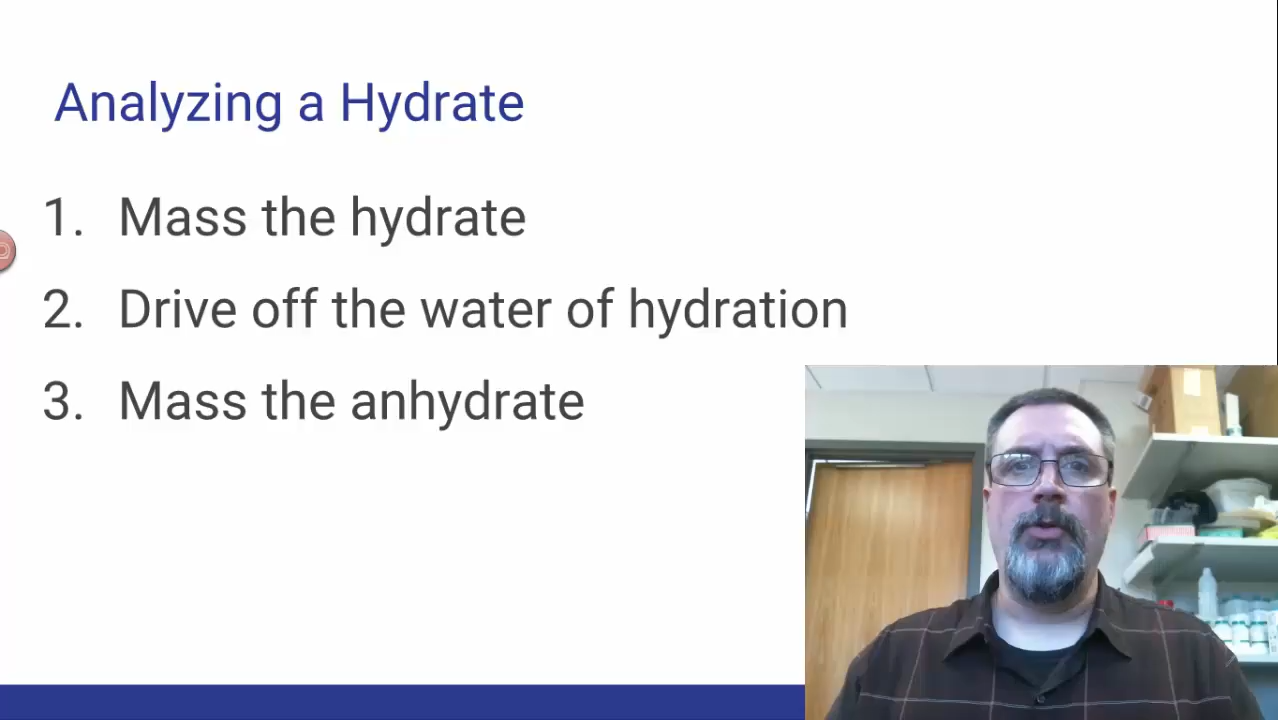 Analyzing a Hydrate
1. Mass the hydrate
2. Drive off the water of hydration
3. Mass the anhydrate